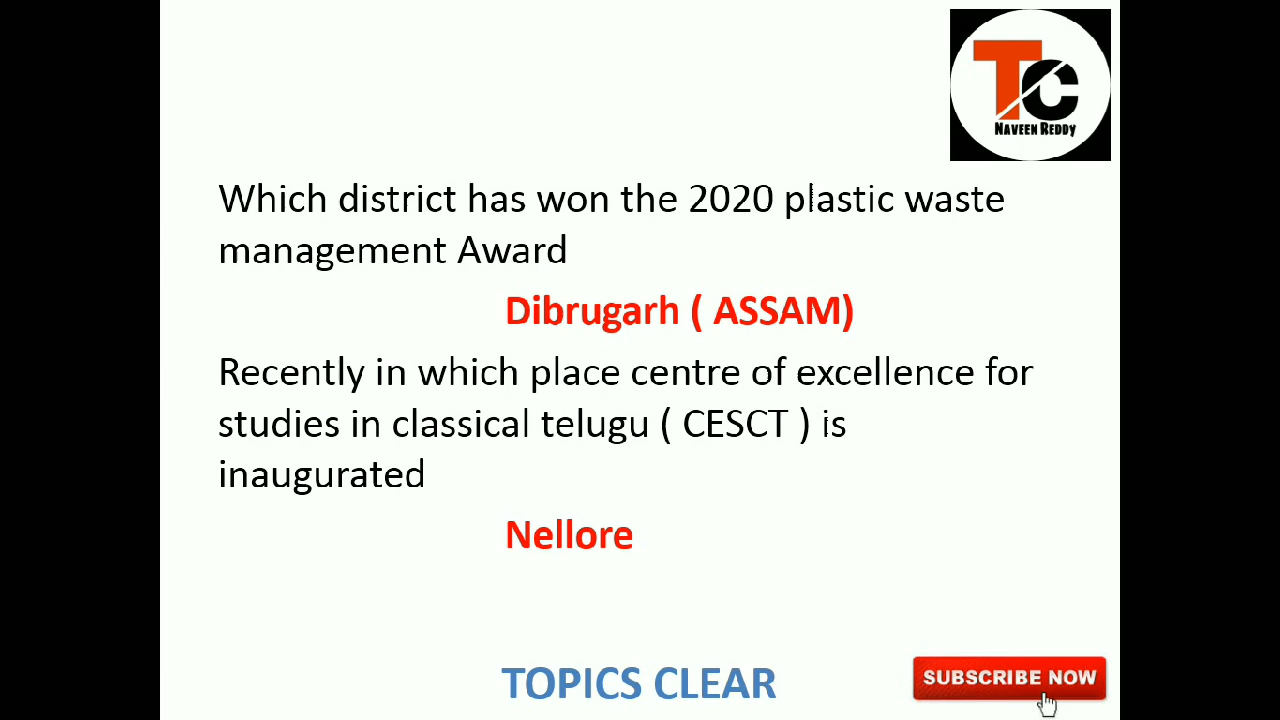 TC
NAVEEN REDDY
Which district has won the 2020 plastic waste
management Award
Dibrugarh ( ASSAM)
Recently in which place centre of excellence for
studies in classical telugu ( CESCT ) is
inaugurated
Nellore
TOPICS CLEAR
SUBSCRIBE NOW